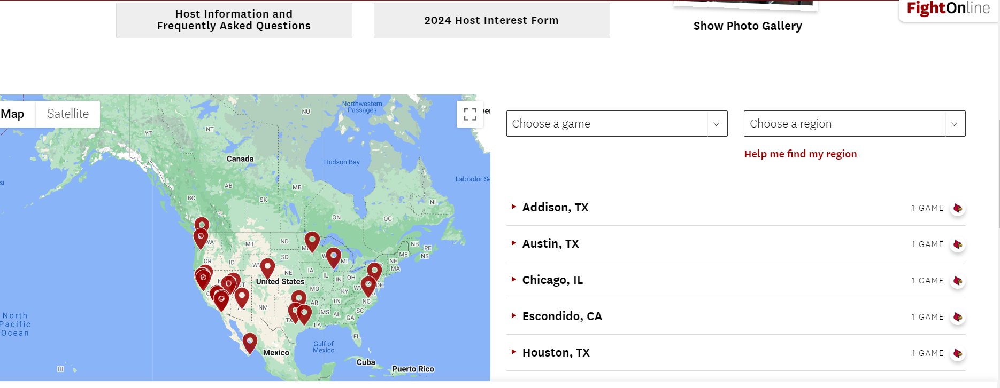 Host Information and
Frequently Asked Questions
2024 Host Interest Form
Show Photo Gallery
FightOnline
Map
Satellite
Northwestern
Passages
NU
YT
NT
Canada
Hudson Bay
Labrador Se
AB
MB
BC
SK
NL
ON
QC
WA
MT
ND
NB
PE
ME
NS
OR
ID
SD
MI
NH
MA
WY
NE
IA
IL
IN
OH
DE
United States
UT
MO
KY
WV
AZ
NM
AR
TN
NC
TX
MS
AL
SC
GA
LA
FL
North
Pacific
Ocean
Gulf of
Mexico
Mexico
Cuba
Puerto Rico
HI
Choose a game
Choose a region
Help me find my region
Addison, TX
1 GAME
Austin, TX
1 GAME
Chicago, IL
1 GAME
Escondido, CA
1 GAME
Houston, TX
1 GAME